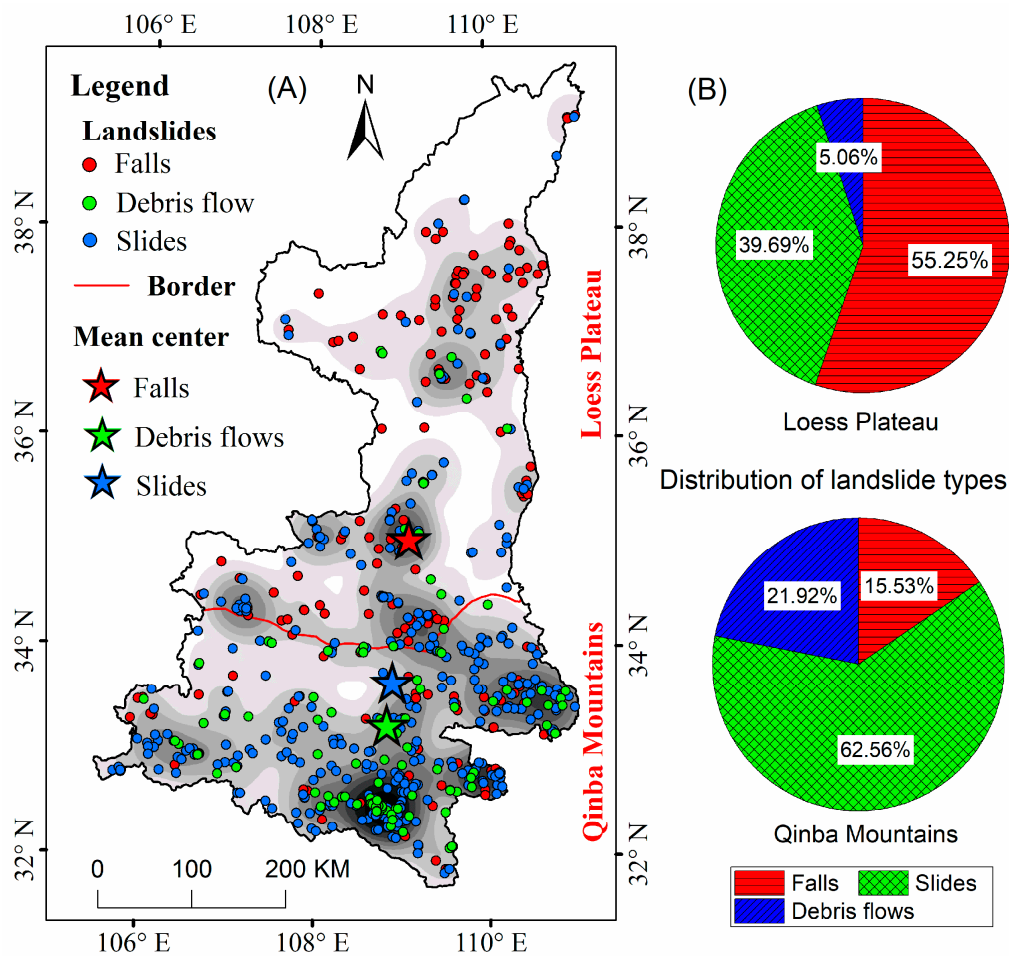 106° E 108° E 110° E
Legend
Landslides
Falls
Debris flow
Slides
Border
Mean center
Falls
Debris flows
Slides
(A)
N
38° N
36° N
34° N
32° N
38° N
36° N
34° N
32° N
Loess Plateau
Qinba Mountains
0 100 200 KM
106° E 108° E 110° E
(B)
5.06%
39.69%
55.25%
Loess Plateau
Distribution of landslide types
21.92%
15.53%
62.56%
Qinba Mountains
Falls Slides
Debris flows